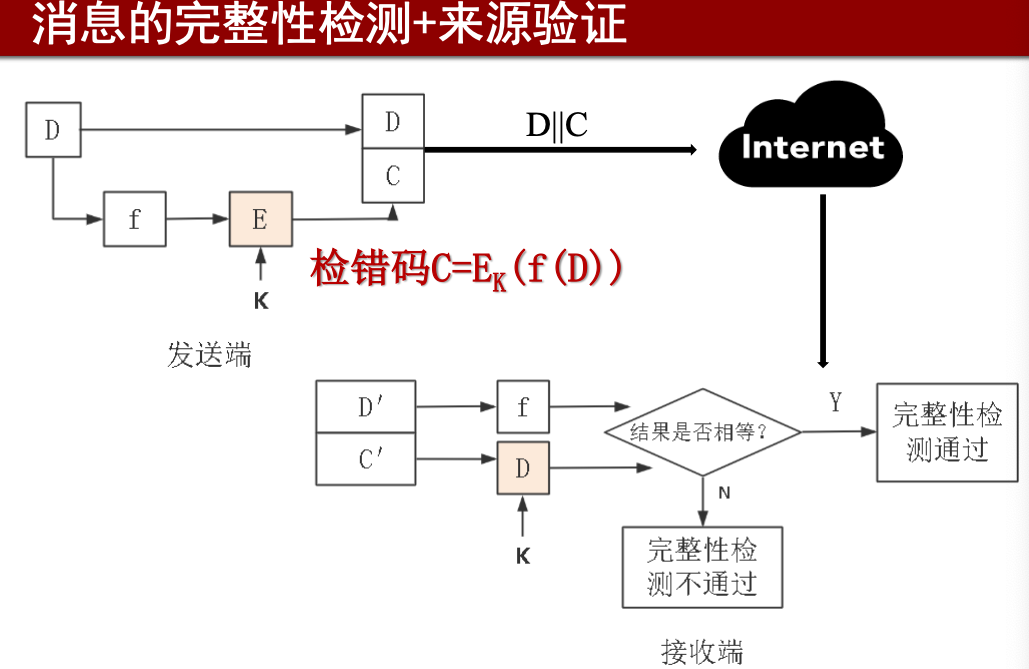 消息的完整性检测+来源验证
D
D
C
D||C
Internet
f
E
K
检错码C=EK(f(D))
发送端
D′
C′
f
D
K
结果是否相等?
Y
完整性检
测通过
N
完整性检
测不通过
接收端